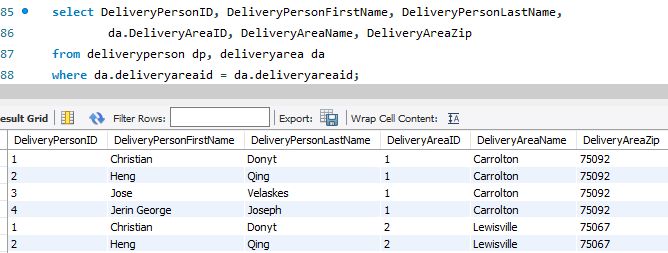 85 select DeliveryPersonID, DeliveryPersonFirstName, DeliveryPersonLastName,
86 da.DeliveryAreaID, DeliveryAreaName, DeliveryAreaZip
87 from deliveryperson dp, deliveryarea da
88 where da.deliveryareaid = da.deliveryareaid;
esult Grid Filter Rows: Export: Wrap Cell Content: IA
DeliveryPersonID DeliveryPersonFirstName DeliveryPersonLastName DeliveryAreaID DeliveryAreaName DeliveryAreaZip
1 Christian Donyt 1 Carrolton 75092
2 Heng Qing 1 Carrolton 75092
3 Jose Velaskes 1 Carrolton 75092
4 Jerin George Joseph 1 Carrolton 75092
1 Christian Donyt 2 Lewisville 75067
2 Heng Qing 2 Lewisville 75067